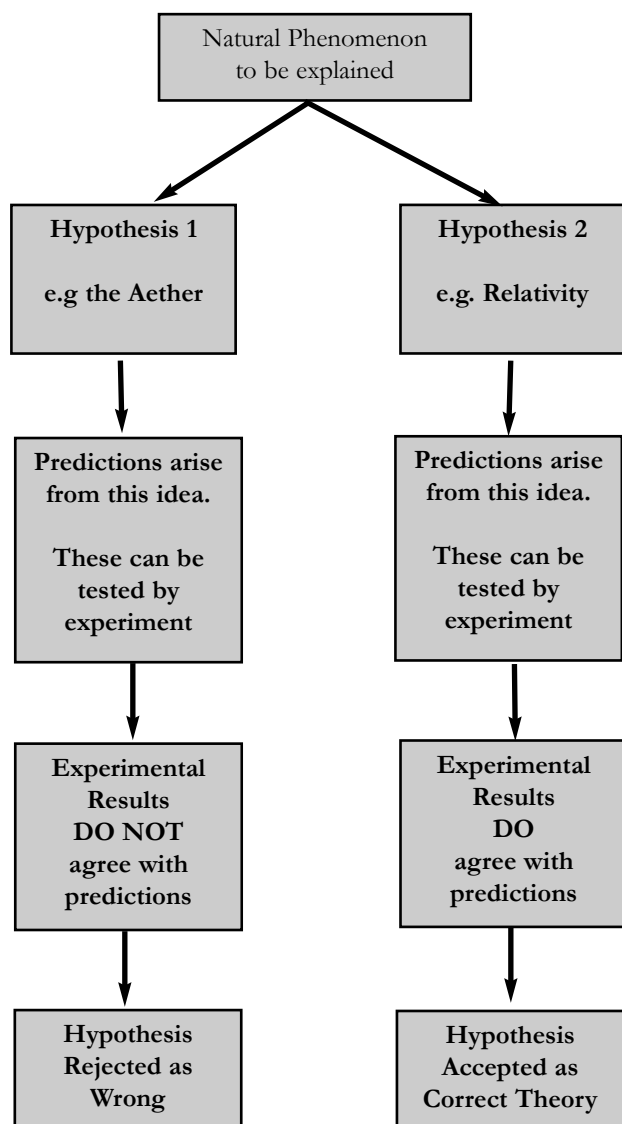 Natural Phenomenon
to be explained
Hypothesis 1
e.g the Aether
Hypothesis 2
e.g. Relativity
Predictions arise
from this idea.
These can be
tested by
experiment
Predictions arise
from this idea.
These can be
tested by
experiment
Experimental
Results
DO NOT
agree with
predictions
Experimental
Results
DO
agree with
predictions
Hypothesis
Rejected as
Wrong
Hypothesis
Accepted as
Correct Theory